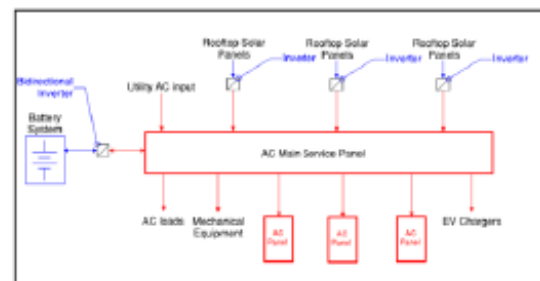 Rooftop Solar
Panels
Inverter
Rooftop Solar
Panels
Inverter
Rooftop Solar
Panels
Inverter
Bidirectional
Inverter
Utility AC Input
Battery
System
AC Main Service Panel
AC loads
Mechanical
Equipment
AC
Panel
AC
Panel
AC
Panel
EV Chargers